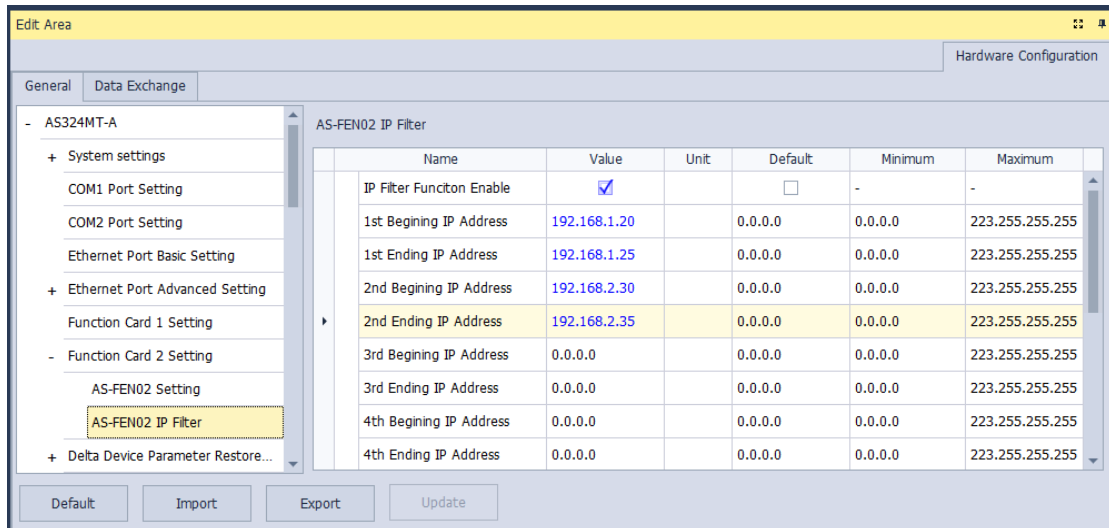 Edit Area
Hardware Configuration
General Data Exchange
- AS324MT-A
+ System settings
COM1 Port Setting
COM2 Port Setting
Ethernet Port Basic Setting
+ Ethernet Port Advanced Setting
Function Card 1 Setting
- Function Card 2 Setting
AS-FEN02 Setting
AS-FEN02 IP Filter
+ Delta Device Parameter Restore...
AS-FEN02 IP Filter
Name Value Unit Default Minimum Maximum
IP Filter Funciton Enable - -
1st Begining IP Address 192.168.1.20 0.0.0.0 0.0.0.0 223.255.255.255
1st Ending IP Address 192.168.1.25 0.0.0.0 0.0.0.0 223.255.255.255
2nd Begining IP Address 192.168.2.30 0.0.0.0 0.0.0.0 223.255.255.255
2nd Ending IP Address 192.168.2.35 0.0.0.0 0.0.0.0 223.255.255.255
3rd Begining IP Address 0.0.0.0 0.0.0.0 0.0.0.0 223.255.255.255
3rd Ending IP Address 0.0.0.0 0.0.0.0 0.0.0.0 223.255.255.255
4th Begining IP Address 0.0.0.0 0.0.0.0 0.0.0.0 223.255.255.255
4th Ending IP Address 0.0.0.0 0.0.0.0 0.0.0.0 223.255.255.255
Default Import Export Update